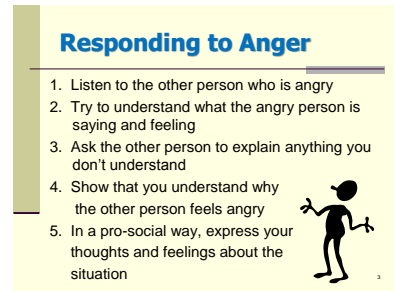 Responding to Anger
1. Listen to the other person who is angry
2. Try to understand what the angry person is
saying and feeling
3. Ask the other person to explain anything you
don't understand
4. Show that you understand why
the other person feels angry
5. In a pro-social way, express your
thoughts and feelings about the
situation
3